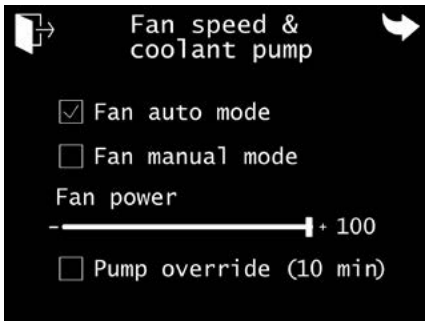 Fan speed &
coolant pump
Fan auto mode
Fan manual mode
Fan power
- + 100
Pump override (10 min)